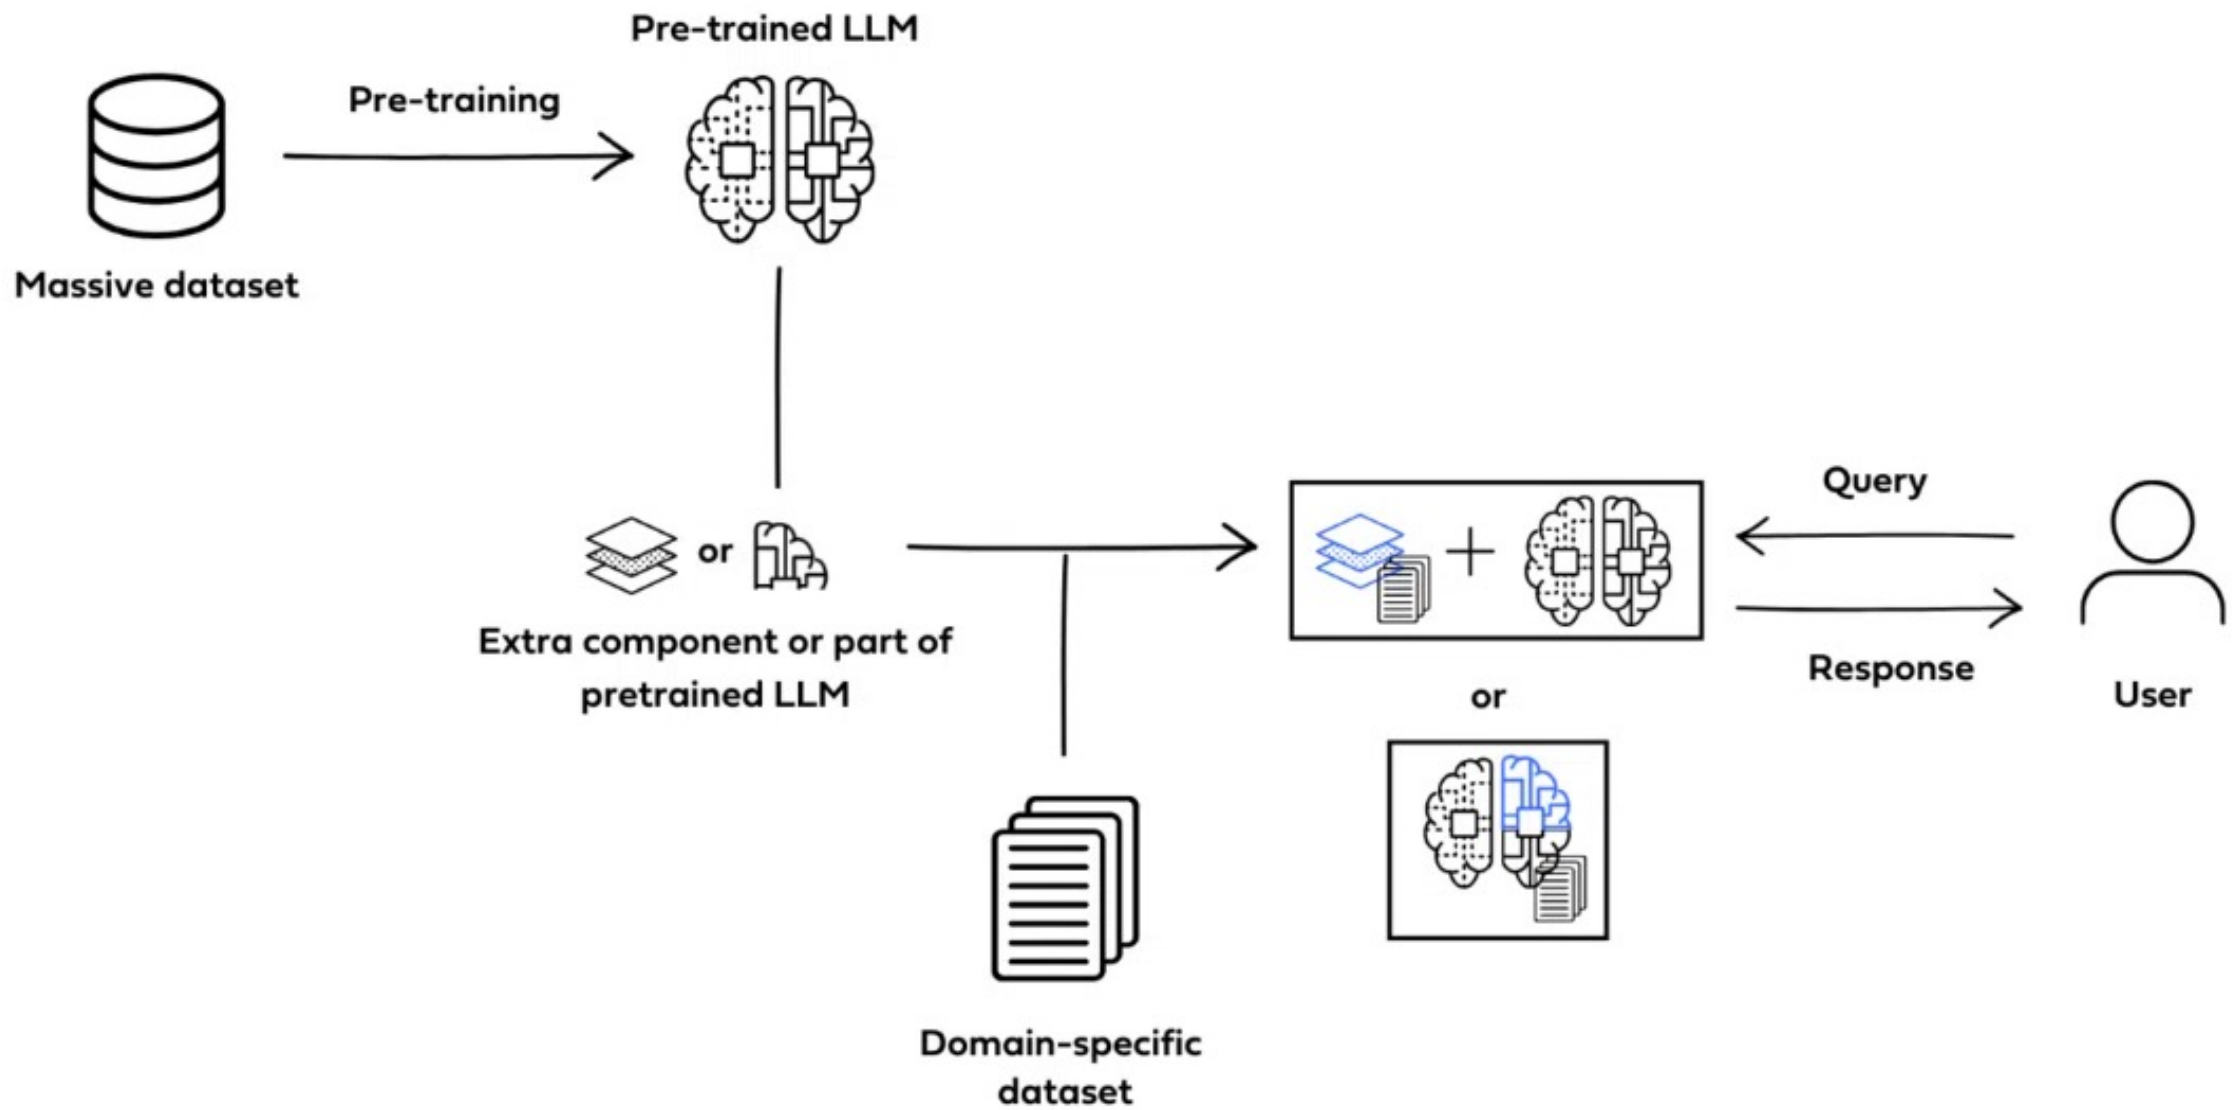 Pre-trained LLM
Pre-training
Massive dataset
or
Extra component or part of
pretrained LLM
Query
Response
User
or
Domain-specific
dataset